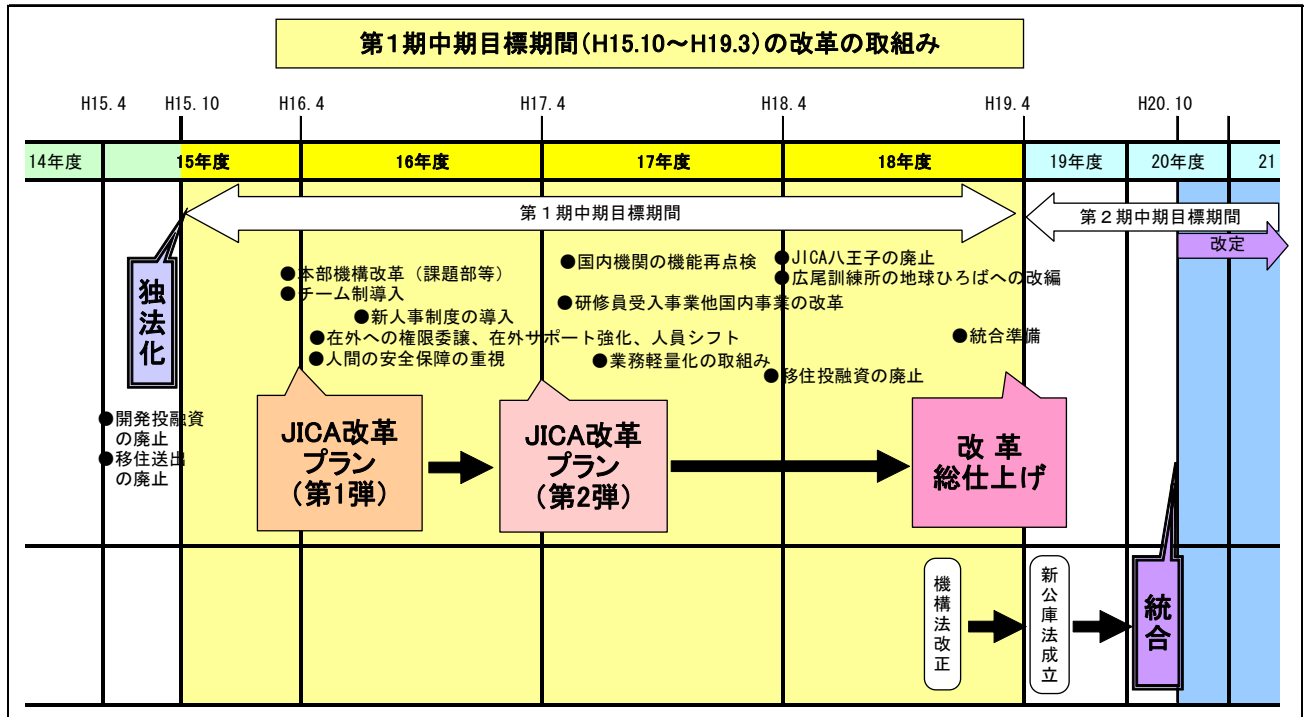 第1期中期目標期間(H15.10～H19.3)の改革の取組み
H15.4 H15.10 H16.4 H17.4 H18.4 H19.4 H20.10
14年度 15年度 16年度 17年度 18年度 19年度 20年度 21
第1期中期目標期間
第2期中期目標期間
改定
独法化
●本部機構改革（課題部等）
●チーム制導入
●新人事制度の導入
●在外への権限委譲、在外サポート強化、人員シフト
●人間の安全保障の重視
●国内機関の機能再点検
●研修員受入事業他国内事業の改革
●業務軽量化の取組み
●JICA八王子の廃止
●広尾訓練所の地球ひろばへの改編
●移住投融資の廃止
●統合準備
●開発投融資
の廃止
●移住送出
の廃止
JICA改革
プラン
（第1弾）
JICA改革
プラン
（第2弾）
改 革
総仕上げ
機構法改正
新公庫法成立
統合